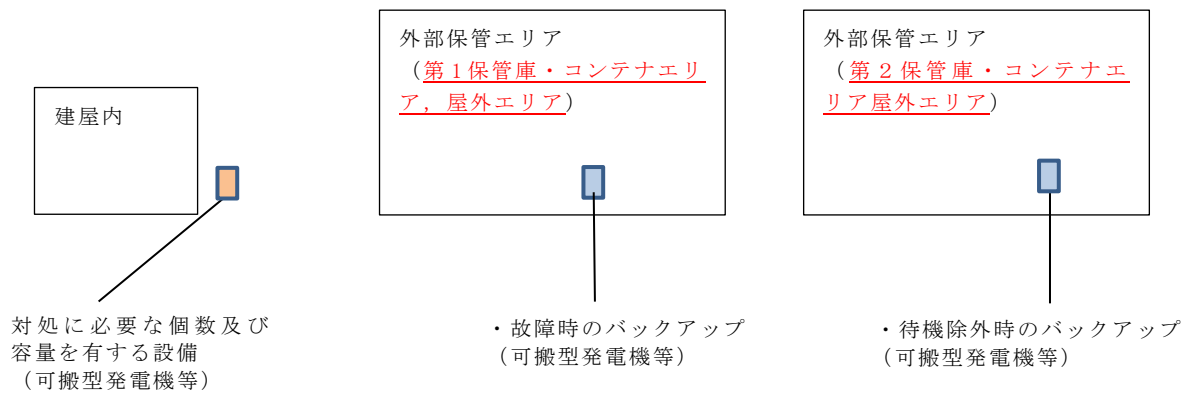 建屋内
外部保管エリア
（第１保管庫・コンテナエリ
ア，屋外エリア）
外部保管エリア
（第２保管庫・コンテナエ
リア屋外エリア）
対処に必要な個数及び
容量を有する設備
（可搬型発電機等）
・故障時のバックアップ
（可搬型発電機等）
・待機除外時のバックアップ
（可搬型発電機等）